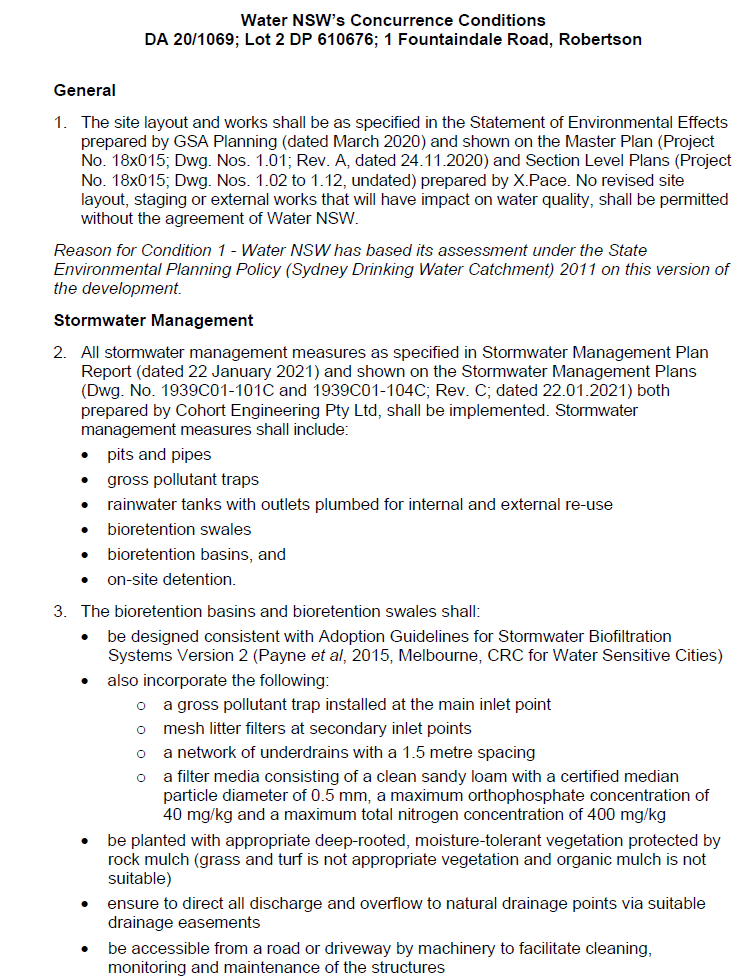 Water NSW's Concurrence Conditions
DA 20/1069; Lot 2 DP 610676; 1 Fountaindale Road, Robertson
General
1. The site layout and works shall be as specified in the Statement of Environmental Effects
prepared by GSA Planning (dated March 2020) and shown on the Master Plan (Project
No. 18x015; Dwg. Nos. 1.01; Rev. A, dated 24.11.2020) and Section Level Plans (Project
No. 18x015; Dwg. Nos. 1.02 to 1.12, undated) prepared by X.Pace. No revised site
layout, staging or external works that will have impact on water quality, shall be permitted
without the agreement of Water NSW.
Reason for Condition 1 - Water NSW has based its assessment under the State
Environmental Planning Policy (Sydney Drinking Water Catchment) 2011 on this version of
the development.
Stormwater Management
2. All stormwater management measures as specified in Stormwater Management Plan
Report (dated 22 January 2021) and shown on the Stormwater Management Plans
(Dwg. No. 1939C01-101C and 1939C01-104C; Rev. C; dated 22.01.2021) both
prepared by Cohort Engineering Pty Ltd, shall be implemented. Stormwater
management measures shall include:
• pits and pipes
• gross pollutant traps
• rainwater tanks with outlets plumbed for internal and external re-use
• bioretention swales
• bioretention basins, and
• on-site detention.
3. The bioretention basins and bioretention swales shall:
• be designed consistent with Adoption Guidelines for Stormwater Biofiltration
Systems Version 2 (Payne et al, 2015, Melbourne, CRC for Water Sensitive Cities)
• also incorporate the following:
o a gross pollutant trap installed at the main inlet point
o mesh litter filters at secondary inlet points
o a network of underdrains with a 1.5 metre spacing
o a filter media consisting of a clean sandy loam with a certified median
particle diameter of 0.5 mm, a maximum orthophosphate concentration of
40 mg/kg and a maximum total nitrogen concentration of 400 mg/kg
• be planted with appropriate deep-rooted, moisture-tolerant vegetation protected by
rock mulch (grass and turf is not appropriate vegetation and organic mulch is not
suitable)
• ensure to direct all discharge and overflow to natural drainage points via suitable
drainage easements
• be accessible from a road or driveway by machinery to facilitate cleaning,
monitoring and maintenance of the structures